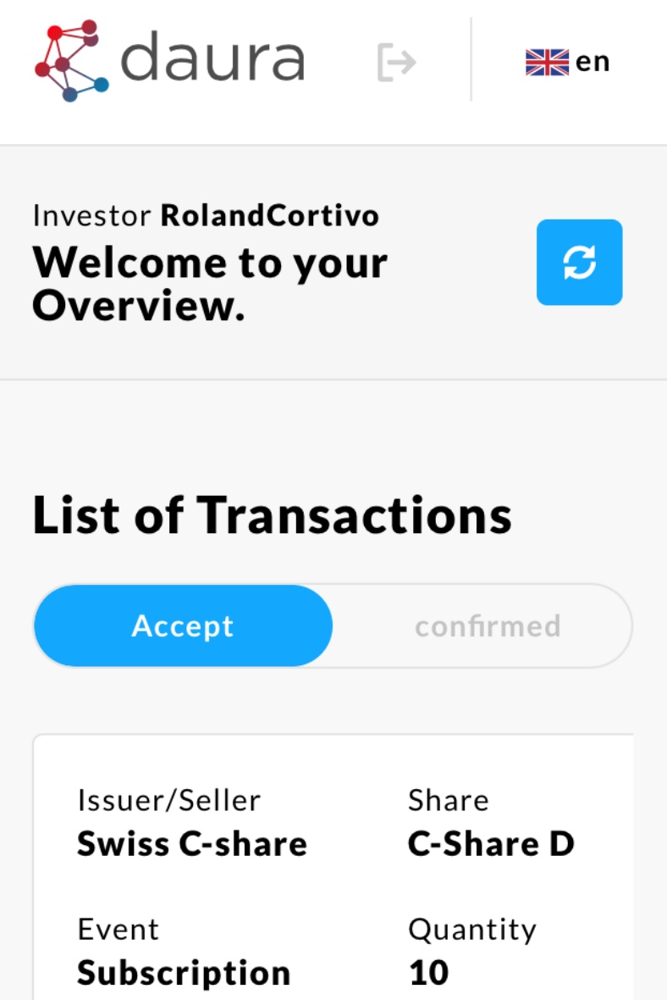 daura
en
Investor RolandCortivo
Welcome to your
Overview.
List of Transactions
Accept
confirmed
Issuer/Seller
Swiss C-share
Share
C-Share D
Event
Subscription
Quantity
10